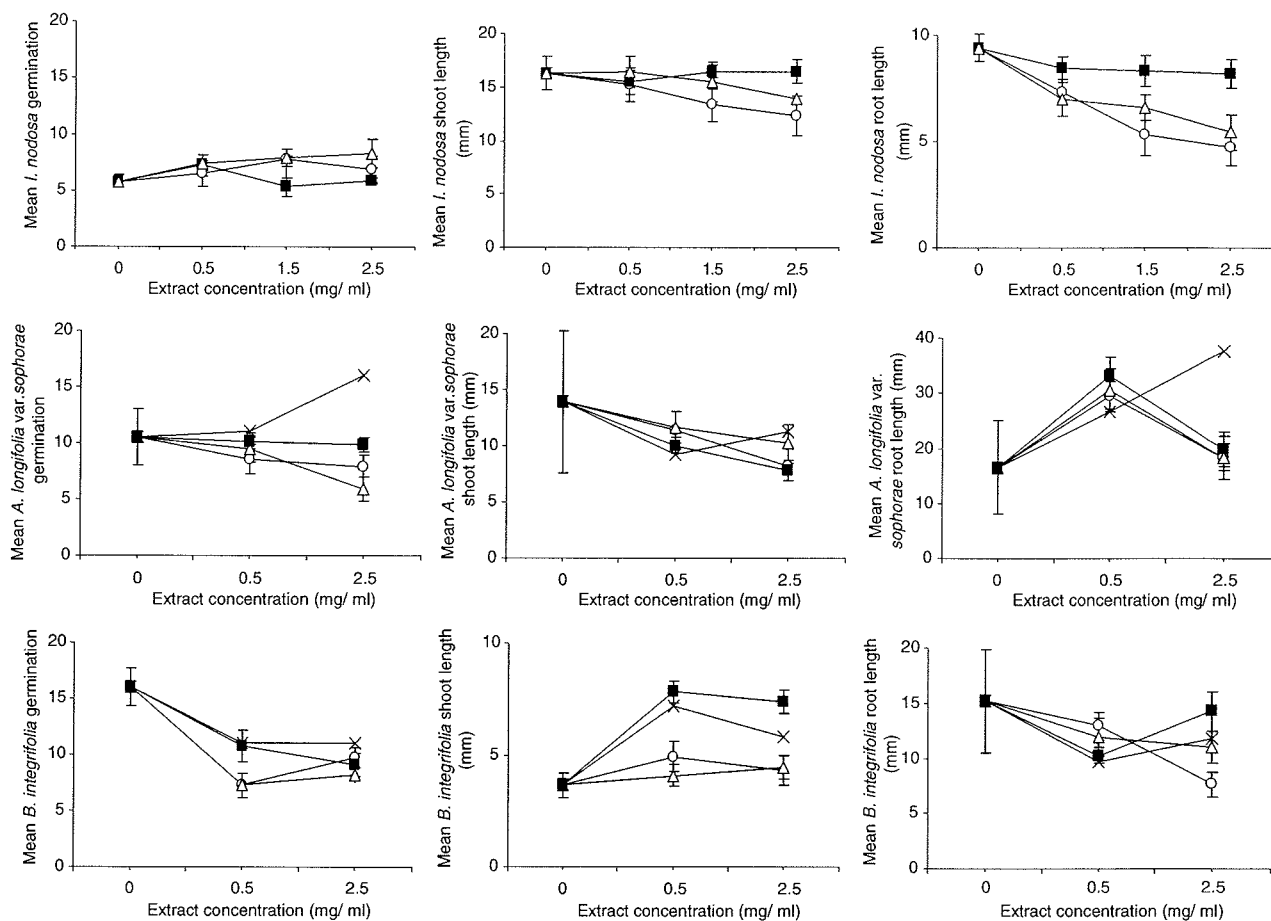 Mean I. nodosa germination
20
15
10
5
0
0 0.5 1.5 2.5
Extract concentration (mg/ ml)
Mean I. nodosa shoot length
(mm)
20
15
10
5
0
0 0.5 1.5 2.5
Extract concentration (mg/ ml)
Mean I. nodosa root length
(mm)
10
5
0
0 0.5 1.5 2.5
Extract concentration (mg/ ml)
Mean A. longifolia var. sophorae
germination
20
15
10
5
0
0 0.5 2.5
Extract concentration (mg/ ml)
Mean A. longifolia var. sophorae
shoot length (mm)
20
15
10
5
0
0 0.5 2.5
Extract concentration (mg/ ml)
Mean A. longifolia var.
sophorae root length (mm)
40
30
20
10
0
0 0.5 2.5
Extract concentration (mg/ ml)
Mean B. integrifolia germination
20
15
10
5
0
0 0.5 2.5
Extract concentration (mg/ ml)
Mean B. integrifolia shoot length
(mm)
10
5
0
0 0.5 2.5
Extract concentration (mg/ ml)
Mean B. integrifolia root length
(mm)
20
15
10
5
0
0 0.5 2.5
Extract concentration (mg/ ml)